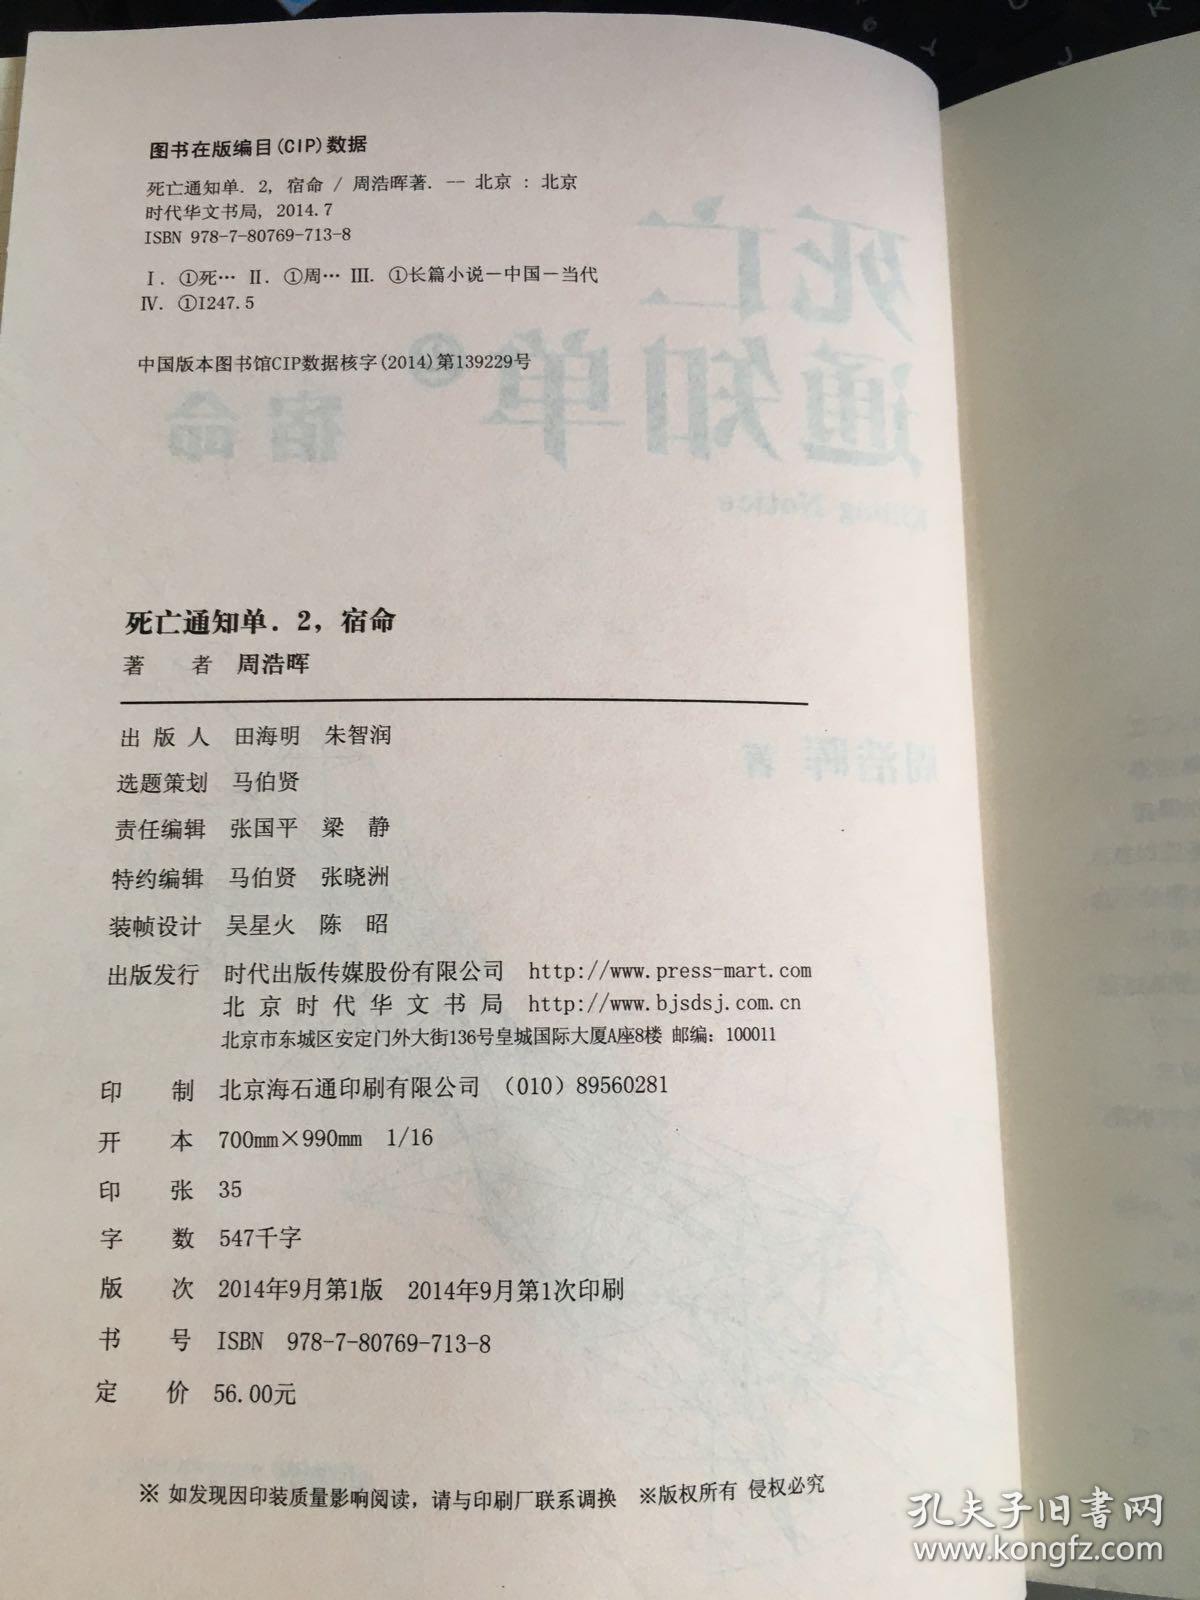 图书在版编目(CIP)数据
死亡通知单. 2, 宿命 / 周浩晖著. -- 北京 : 北京
时代华文书局, 2014.7
ISBN 978-7-80769-713-8
Ⅰ. ①死… Ⅱ. ①周… Ⅲ. ①长篇小说－中国－当代
Ⅳ. ①I247.5
中国版本图书馆CIP数据核字(2014)第139229号
死亡通知单. 2, 宿命
著 者 周浩晖
出 版 人 田海明 朱智润
选题策划 马伯贤
责任编辑 张国平 梁 静
特约编辑 马伯贤 张晓洲
装帧设计 吴星火 陈 昭
出版发行 时代出版传媒股份有限公司 http://www.press-mart.com
北京时代华文书局 http://www.bjsdsj.com.cn
北京市东城区安定门外大街136号皇城国际大厦A座8楼 邮编：100011
印 制 北京海石通印刷有限公司 （010）89560281
开 本 700mm×990mm 1/16
印 张 35
字 数 547千字
版 次 2014年9月第1版 2014年9月第1次印刷
书 号 ISBN 978-7-80769-713-8
定 价 56.00元
※ 如发现因印装质量影响阅读，请与印刷厂联系调换 ※版权所有 侵权必究
死亡
通知单
宿命
Killing Notice
周浩晖 著
孔夫子旧书网
www.kongfz.com